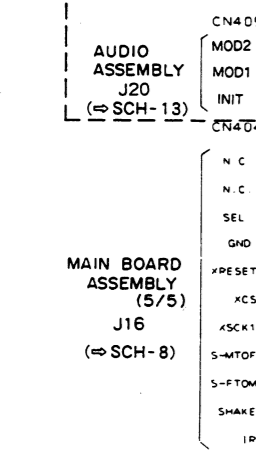 CN409
AUDIO
ASSEMBLY
J20
(⇨ SCH-13)
MOD2
MOD1
INIT
CN404
MAIN BOARD
ASSEMBLY
(5/5)
J16
(⇨ SCH-8)
N C
N.C.
SEL
GND
XRESET
XCS
XSCK1
S-MTOF
S-FTOM
SHAKE
IR